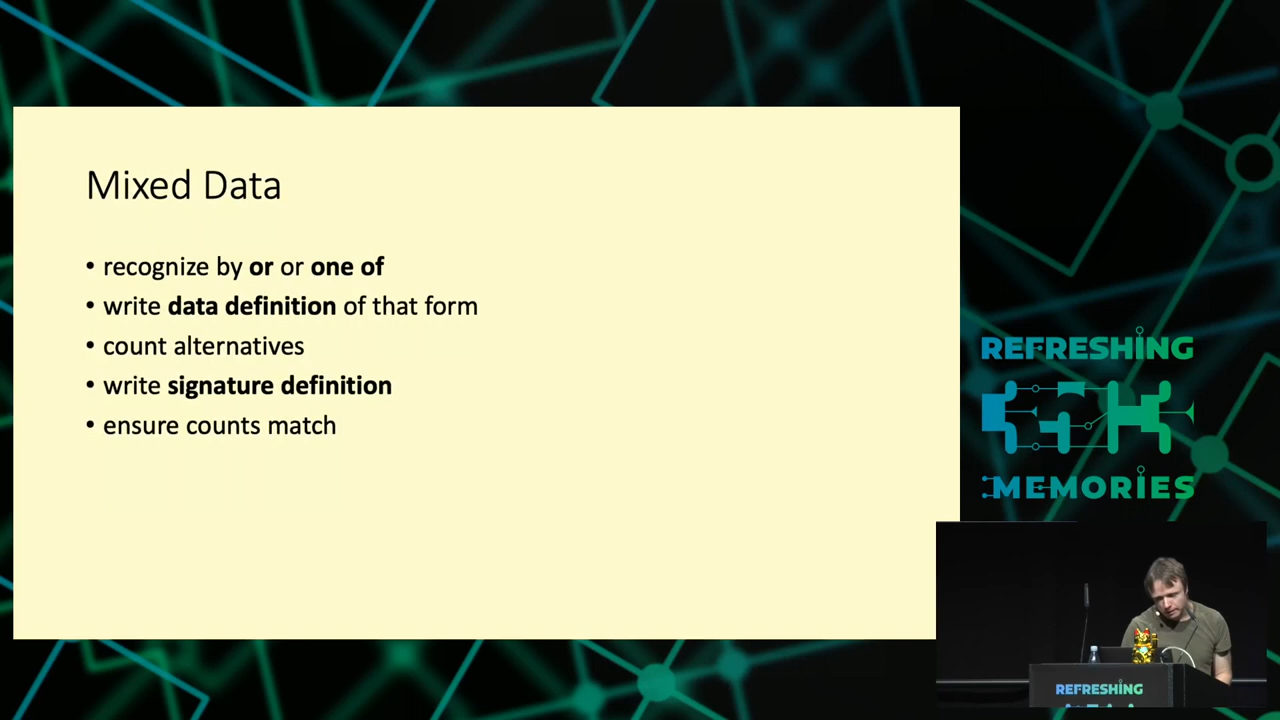 Mixed Data
• recognize by or or one of
• write data definition of that form
• count alternatives
• write signature definition
• ensure counts match
REFRESHING
MEMORIES
REFRESHING